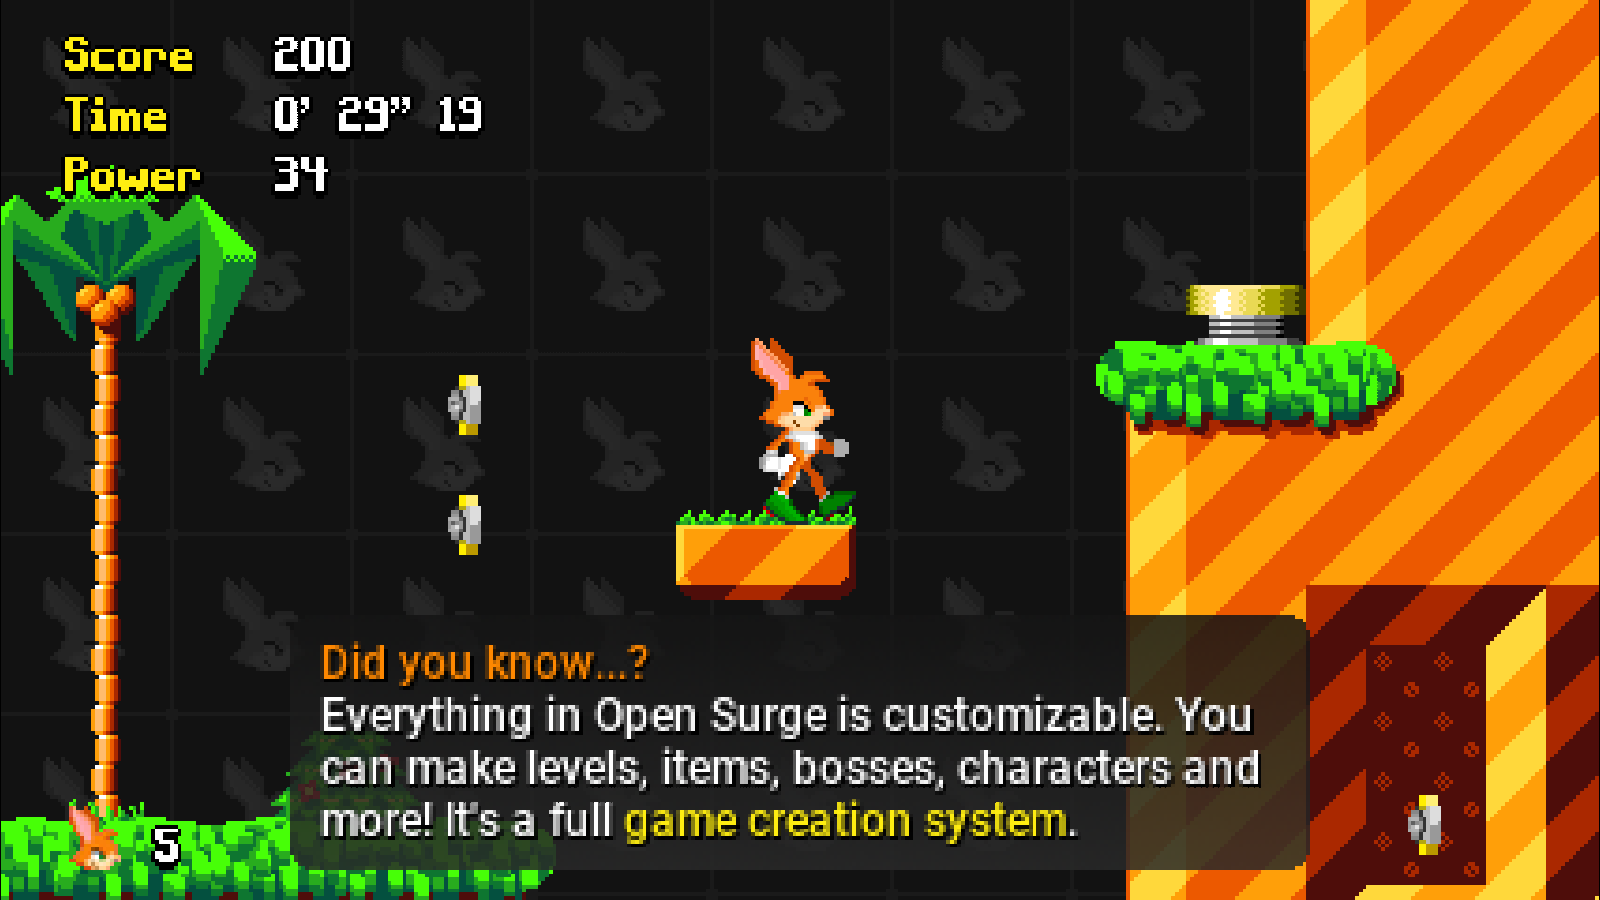 Score 200
Time 0' 29" 19
Power 34
Did you know...?
Everything in Open Surge is customizable. You
can make levels, items, bosses, characters and
more! It's a full game creation system.
5